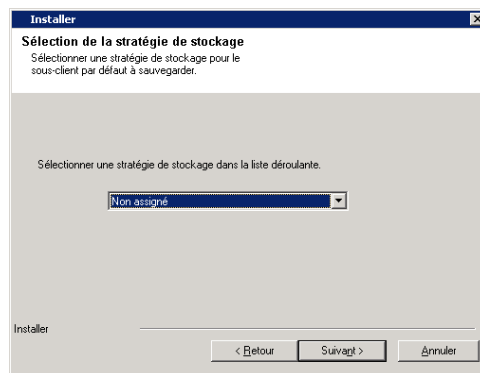 Installer
Sélection de la stratégie de stockage
Sélectionner une stratégie de stockage pour le
sous-client par défaut à sauvegarder.
Sélectionner une stratégie de stockage dans la liste déroulante.
Non assigné
Installer
< Retour
Suivant >
Annuler